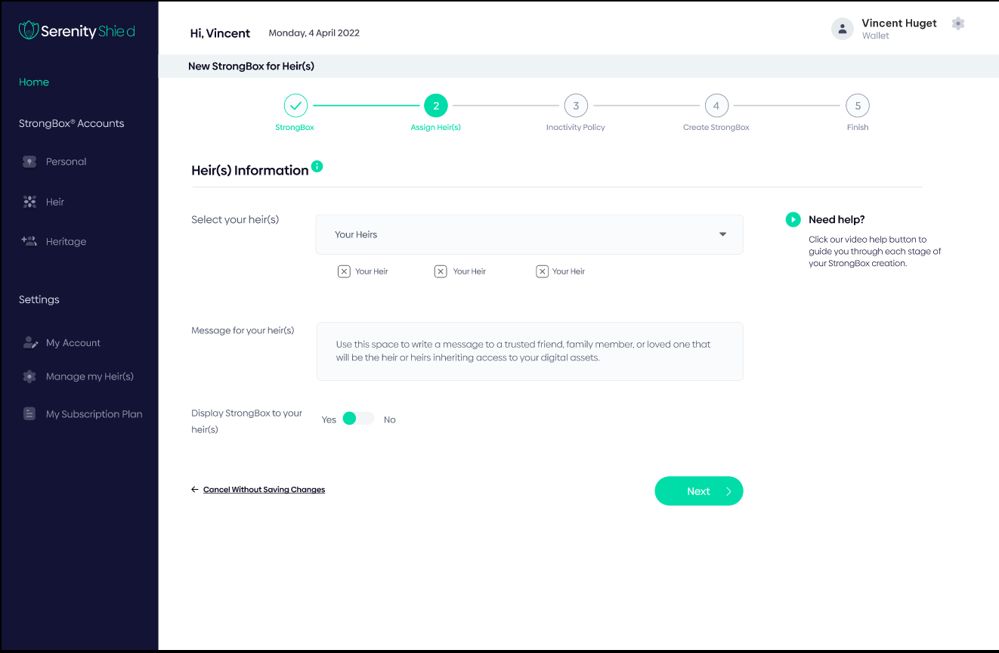 Serenity Shield
Hi, Vincent
Monday, 4 April 2022
Vincent Huget
Wallet
New StrongBox for Heir(s)
Home
StrongBox® Accounts
Personal
Heir
Heritage
Settings
My Account
Manage my Heir(s)
My Subscription Plan
2
3
4
5
StrongBox
Assign Heir(s)
Inactivity Policy
Create StrongBox
Finish
Heir(s) Information
Select your heir(s)
Your Heirs
Your Heir
Your Heir
Your Heir
Need help?
Click our video help button to
guide you through each stage of
your StrongBox creation.
Message for your heir(s)
Use this space to write a message to a trusted friend, family member, or loved one that
will be the heir or heirs inheriting access to your digital assets.
Display StrongBox to your
heir(s)
Yes
No
Cancel Without Saving Changes
Next